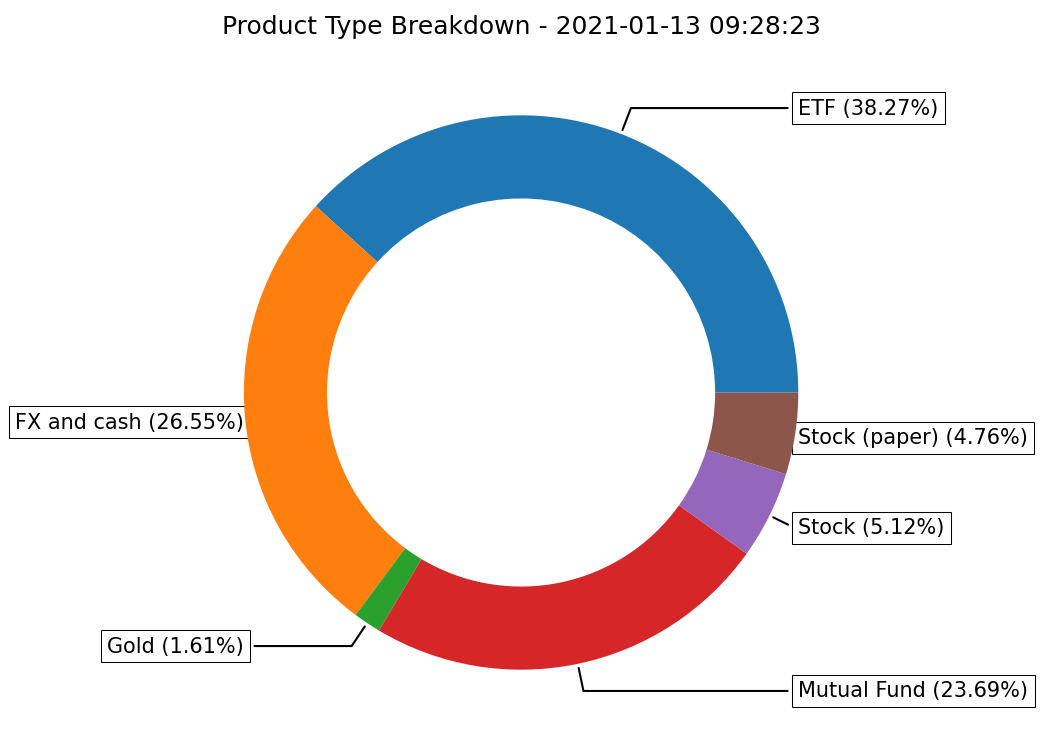 Product Type Breakdown - 2021-01-13 09:28:23
ETF (38.27%)
FX and cash (26.55%)
Stock (paper) (4.76%)
Stock (5.12%)
Gold (1.61%)
Mutual Fund (23.69%)